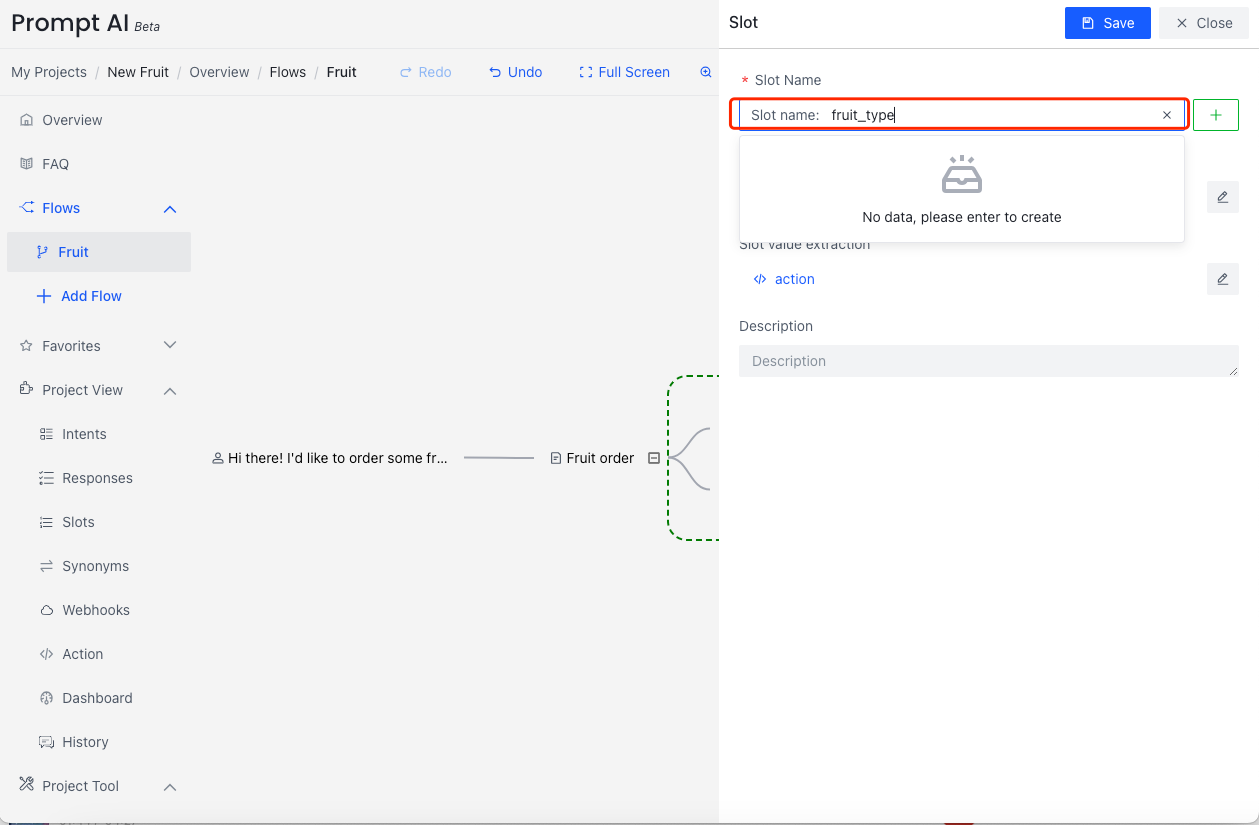 Prompt AI Beta
My Projects / New Fruit / Overview / Flows / Fruit
Redo
Undo
Full Screen
Overview
FAQ
Flows
Fruit
Add Flow
Favorites
Project View
Intents
Responses
Slots
Synonyms
Webhooks
Action
Dashboard
History
Project Tool
Hi there! I'd like to order some fr...
Fruit order
Slot
Save
Close
* Slot Name
Slot name: fruit_type
No data, please enter to create
Slot value extraction
action
Description
Description